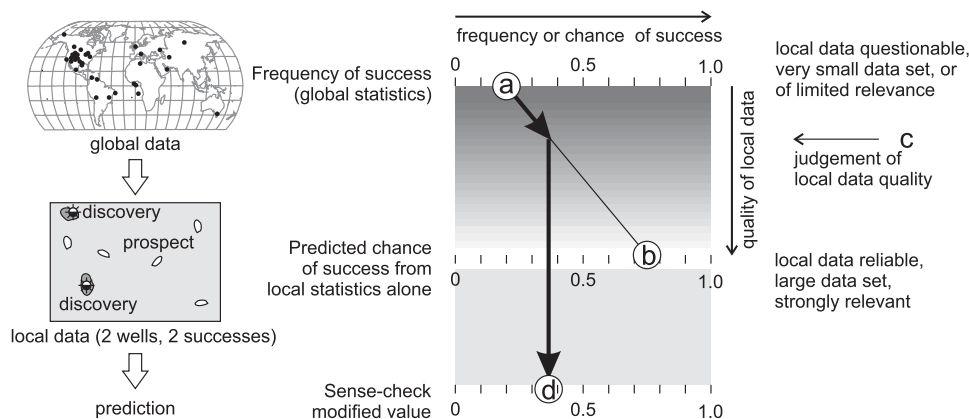 global data
discovery
prospect
discovery
local data (2 wells, 2 successes)
prediction
frequency or chance of success
Frequency of success
(global statistics)
0 0.5 1.0
a
quality of local data
local data questionable,
very small data set, or
of limited relevance
c
judgement of
local data quality
b
Predicted chance
of success from
local statistics alone
0 0.5 1.0
local data reliable,
large data set,
strongly relevant
d
Sense-check
modified value
0 0.5 1.0